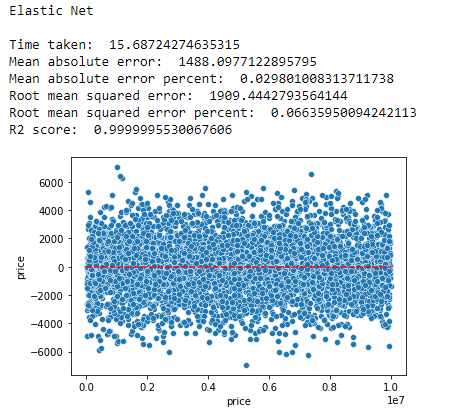 Elastic Net
Time taken:  15.68724274635315
Mean absolute error:  1488.0977122895795
Mean absolute error percent:  0.029801008313711738
Root mean squared error:  1909.4442793564144
Root mean squared error percent:  0.06635950094242113
R2 score:  0.9999995530067606
6000
4000
2000
0
−2000
−4000
−6000
price
0.0 0.2 0.4 0.6 0.8 1.0
1e7
price